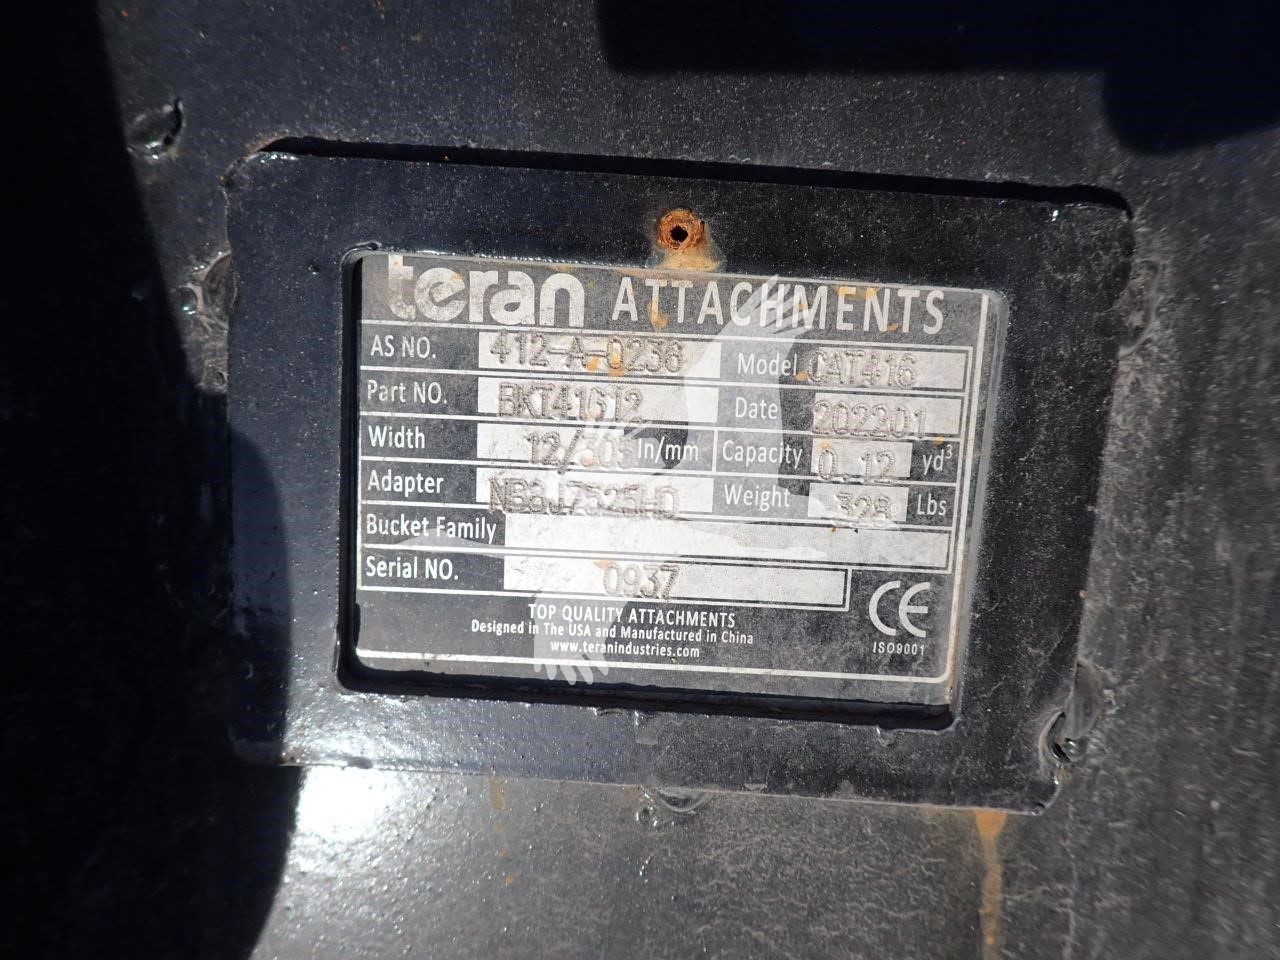 teran ATTACHMENTS
AS NO. 412-A-0236 Model CAT416
Part NO. BKT41612 Date 202201
Width 12/305 In/mm Capacity 0.12 yd³
Adapter Weight 328 Lbs
Bucket Family
Serial NO. 0937
CE
ISO9001
TOP QUALITY ATTACHMENTS
Designed in The USA and Manufactured in China
www.teranindustries.com